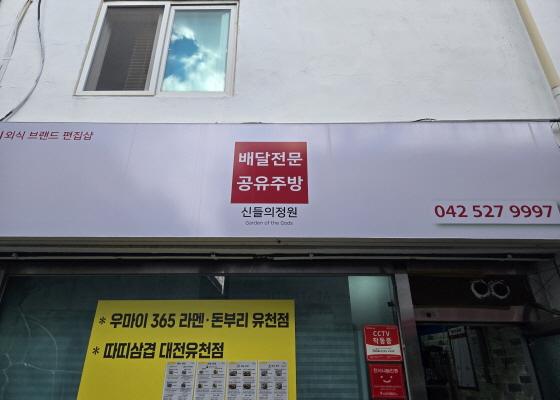 외식 브랜드 편집샵
배달전문
공유주방
신들의정원
Garden of the Gods
042 527 9997
* 우마이 365 라멘·돈부리 유천점
* 따띠삼겹 대전유천점
CCTV
작동중